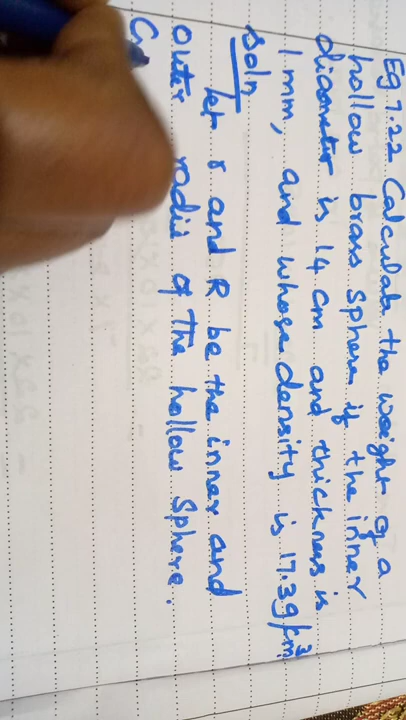 Eg 7.22 Calculate the weight of a
hollow brass sphere if the inner
diameter is 14 cm and thickness is
1 mm, and whose density is 17.3 g/cm³
Soln
let r and R be the inner and
outer radii of the hollow sphere.
G